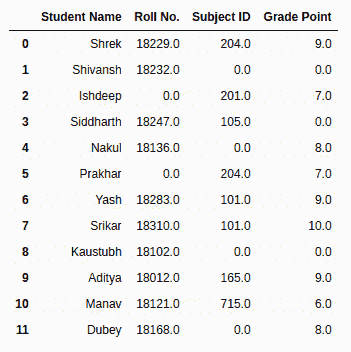 Student Name Roll No. Subject ID Grade Point
0 Shrek 18229.0 204.0 9.0
1 Shivansh 18232.0 0.0 0.0
2 Ishdeep 0.0 201.0 7.0
3 Siddharth 18247.0 105.0 0.0
4 Nakul 18136.0 0.0 8.0
5 Prakhar 0.0 204.0 7.0
6 Yash 18283.0 101.0 9.0
7 Srikar 18310.0 101.0 10.0
8 Kaustubh 18102.0 0.0 0.0
9 Aditya 18012.0 165.0 9.0
10 Manav 18121.0 715.0 6.0
11 Dubey 18168.0 0.0 8.0